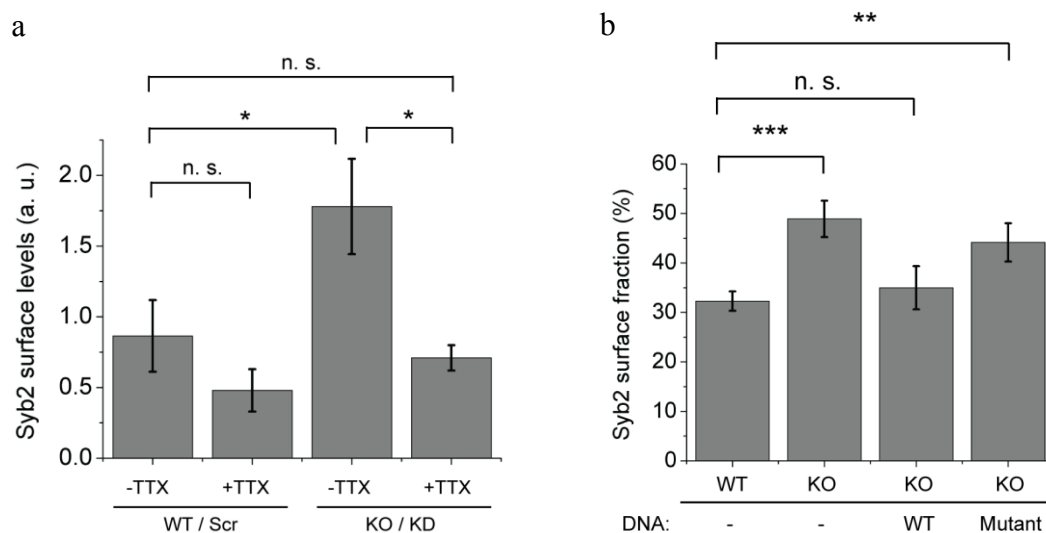 a
n. s.
*
*
n. s.
Syb2 surface levels (a. u.)
2.0
1.5
1.0
0.5
0.0
-TTX +TTX -TTX +TTX
WT / Scr KO / KD
b
**
n. s.
***
Syb2 surface fraction (%)
60
50
40
30
20
10
0
WT KO KO KO
DNA: - - WT Mutant